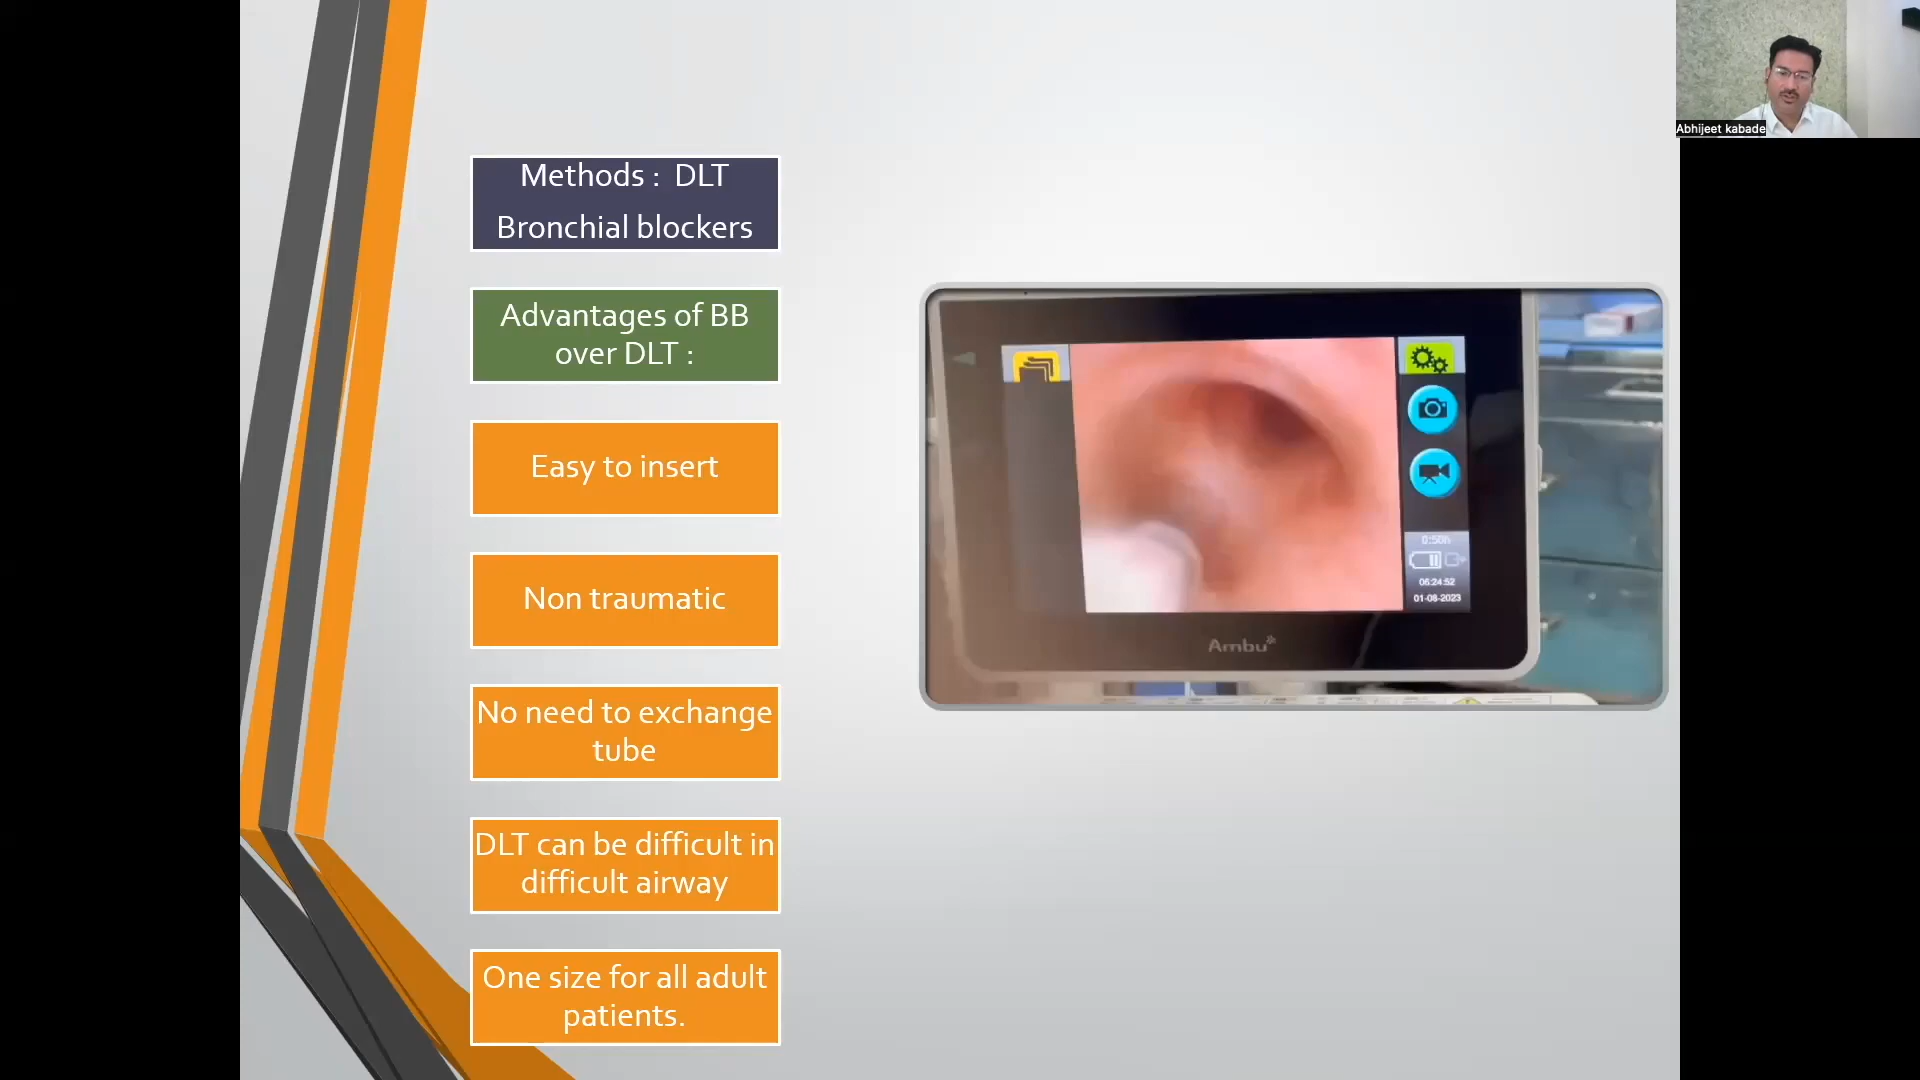 Methods : DLT
Bronchial blockers
Advantages of BB
over DLT :
Easy to insert
Non traumatic
No need to exchange
tube
DLT can be difficult in
difficult airway
One size for all adult
patients.
0:50h
06:24:52
01-08-2023
Ambu
Abhijeet kabade